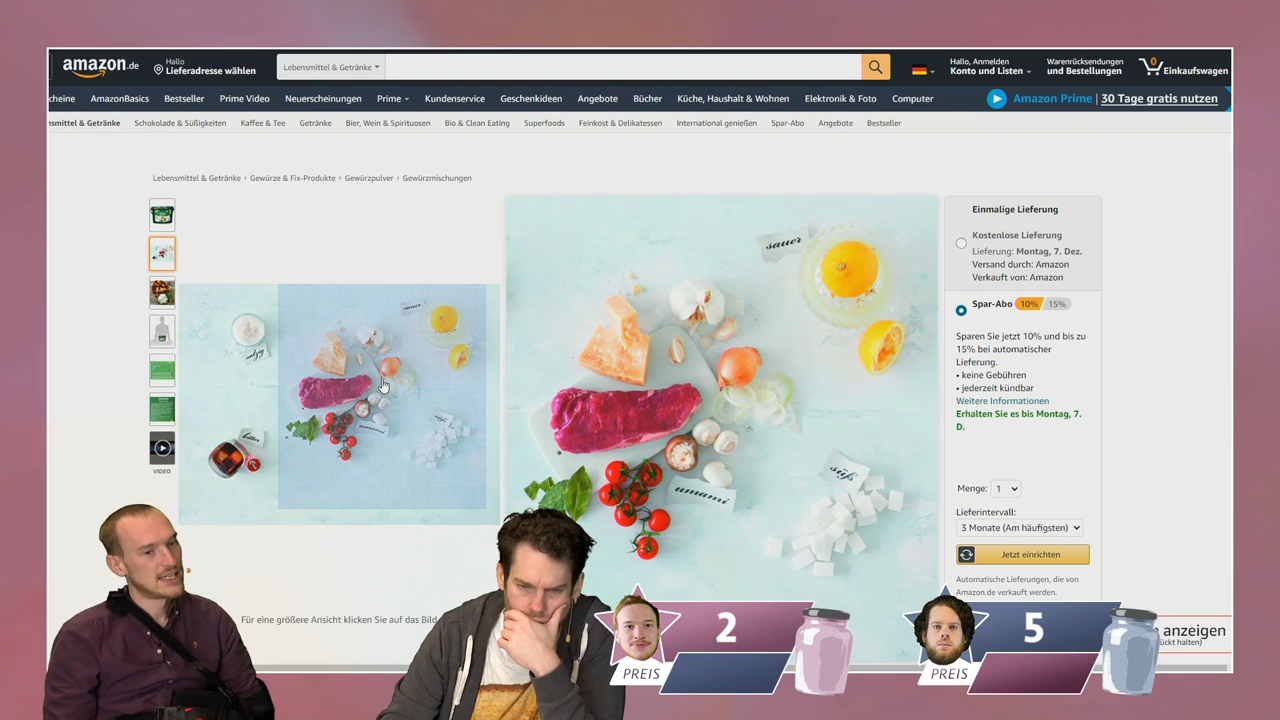 amazon.de
Hallo
Lieferadresse wählen
Lebensmittel & Getränke
Hallo, Anmelden
Konto und Listen
Warenrücksendungen
und Bestellungen
0
Einkaufswagen
cheine
AmazonBasics
Bestseller
Prime Video
Neuerscheinungen
Prime
Kundenservice
Geschenkideen
Angebote
Bücher
Küche, Haushalt & Wohnen
Elektronik & Foto
Computer
Amazon Prime | 30 Tage gratis nutzen
nsmittel & Getränke
Schokolade & Süßigkeiten
Kaffee & Tee
Getränke
Bier, Wein & Spirituosen
Bio & Clean Eating
Superfoods
Feinkost & Delikatessen
International genießen
Spar-Abo
Angebote
Bestseller
Lebensmittel & Getränke › Gewürze & Fix-Produkte › Gewürzpulver › Gewürzmischungen
VIDEO
salzig
bitter
sauer
umami
süß
Für eine größere Ansicht klicken Sie auf das Bild
Einmalige Lieferung
Kostenlose Lieferung
Lieferung: Montag, 7. Dez.
Versand durch: Amazon
Verkauft von: Amazon
Spar-Abo 10% 15%
Sparen Sie jetzt 10% und bis zu
15% bei automatischer
Lieferung.
• keine Gebühren
• jederzeit kündbar
Weitere Informationen
Erhalten Sie es bis Montag, 7.
D.
Menge: 1
Lieferintervall:
3 Monate (Am häufigsten)
Jetzt einrichten
Automatische Lieferungen, die von
Amazon.de verkauft werden.
anzeigen
ückt halten)
2
PREIS
5
PREIS